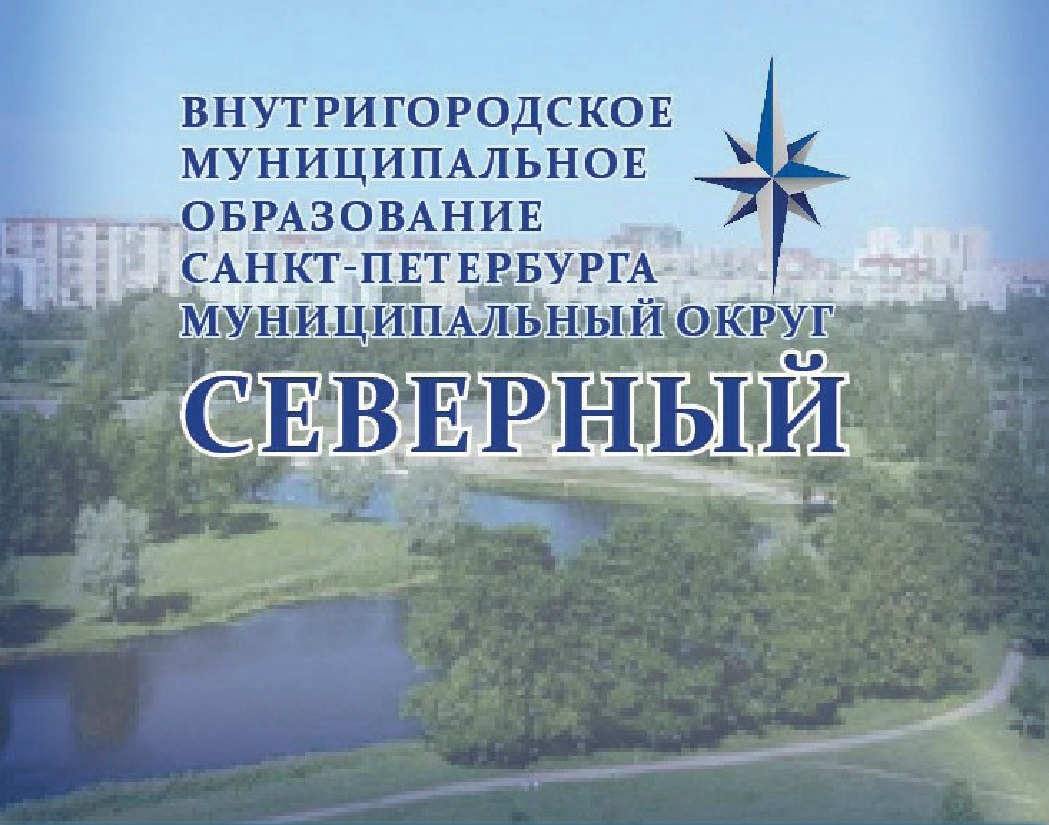 ВНУТРИГОРОДСКОЕ
МУНИЦИПАЛЬНОЕ
ОБРАЗОВАНИЕ
САНКТ-ПЕТЕРБУРГА
МУНИЦИПАЛЬНЫЙ ОКРУГ
СЕВЕРНЫЙ